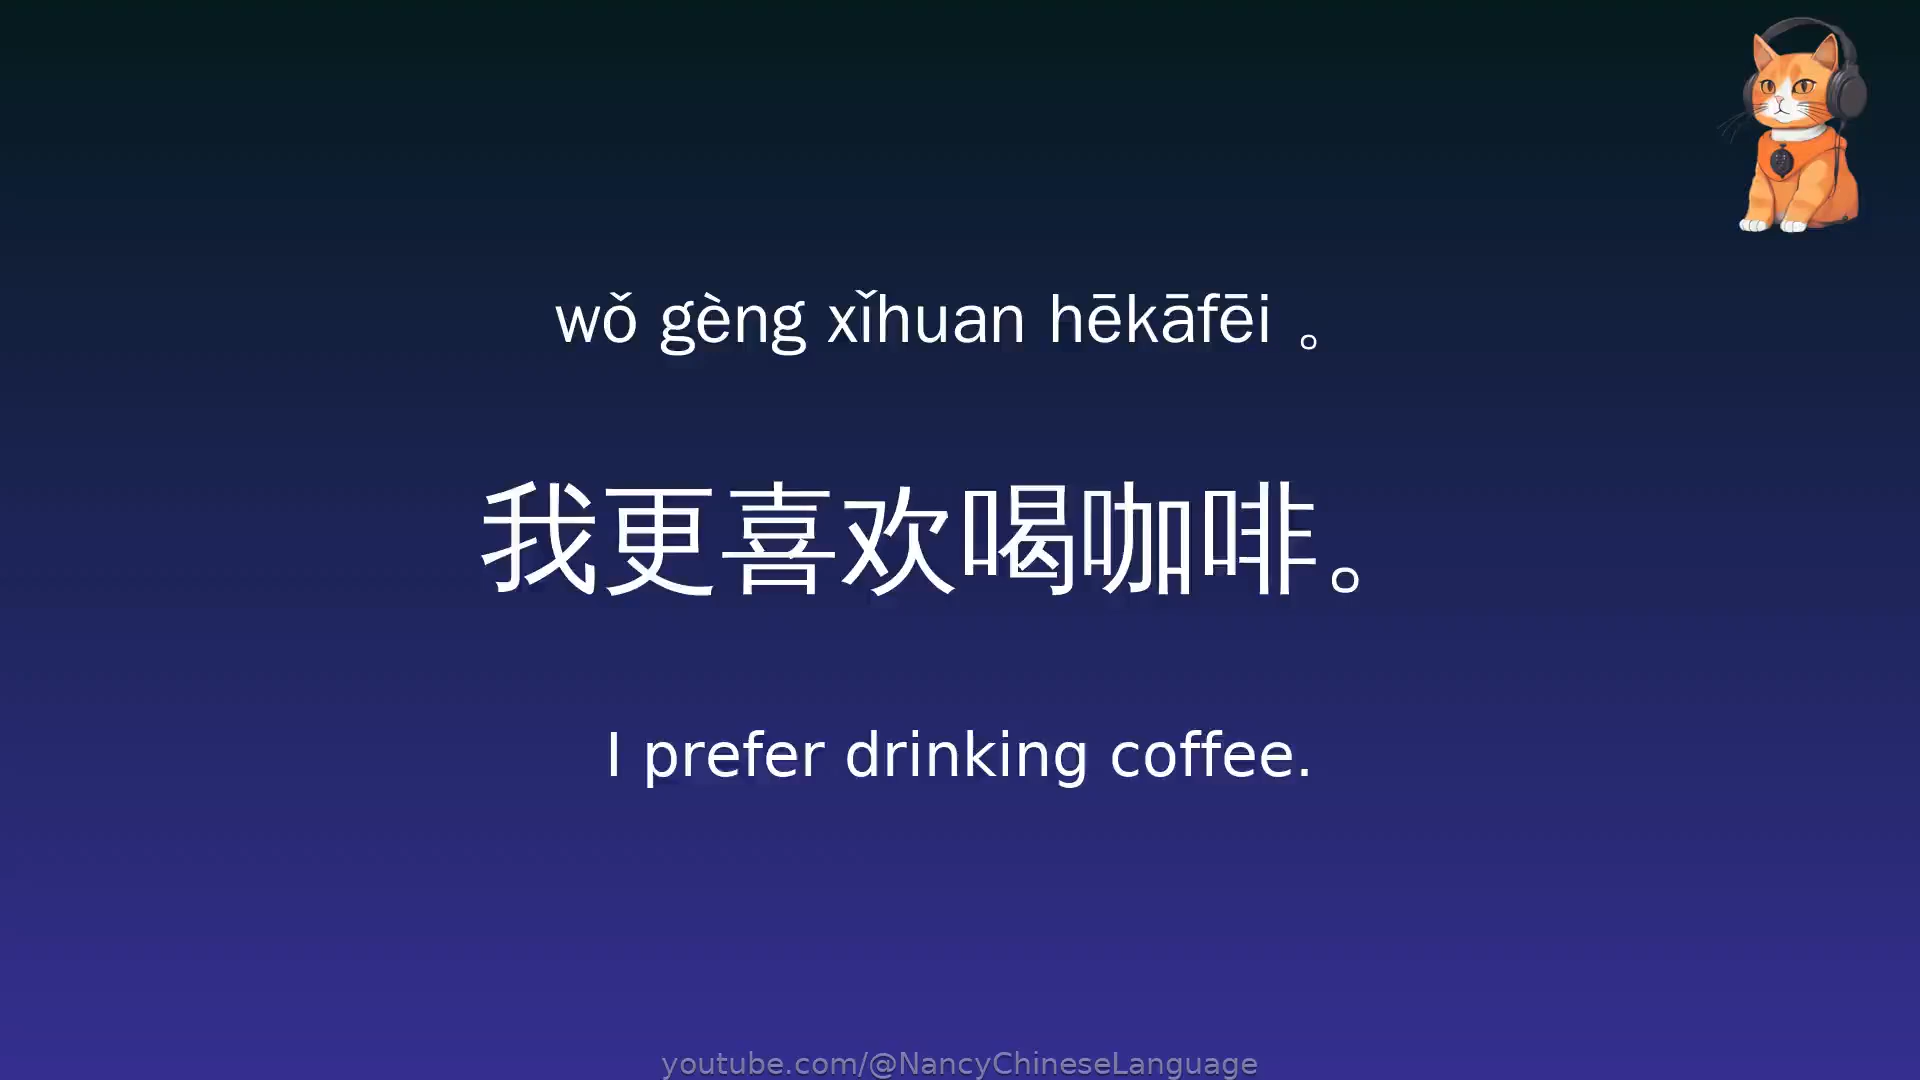 wǒ gèng xǐhuan hēkāfēi 。
我更喜欢喝咖啡。
I prefer drinking coffee.
youtube.com/@NancyChineseLanguage